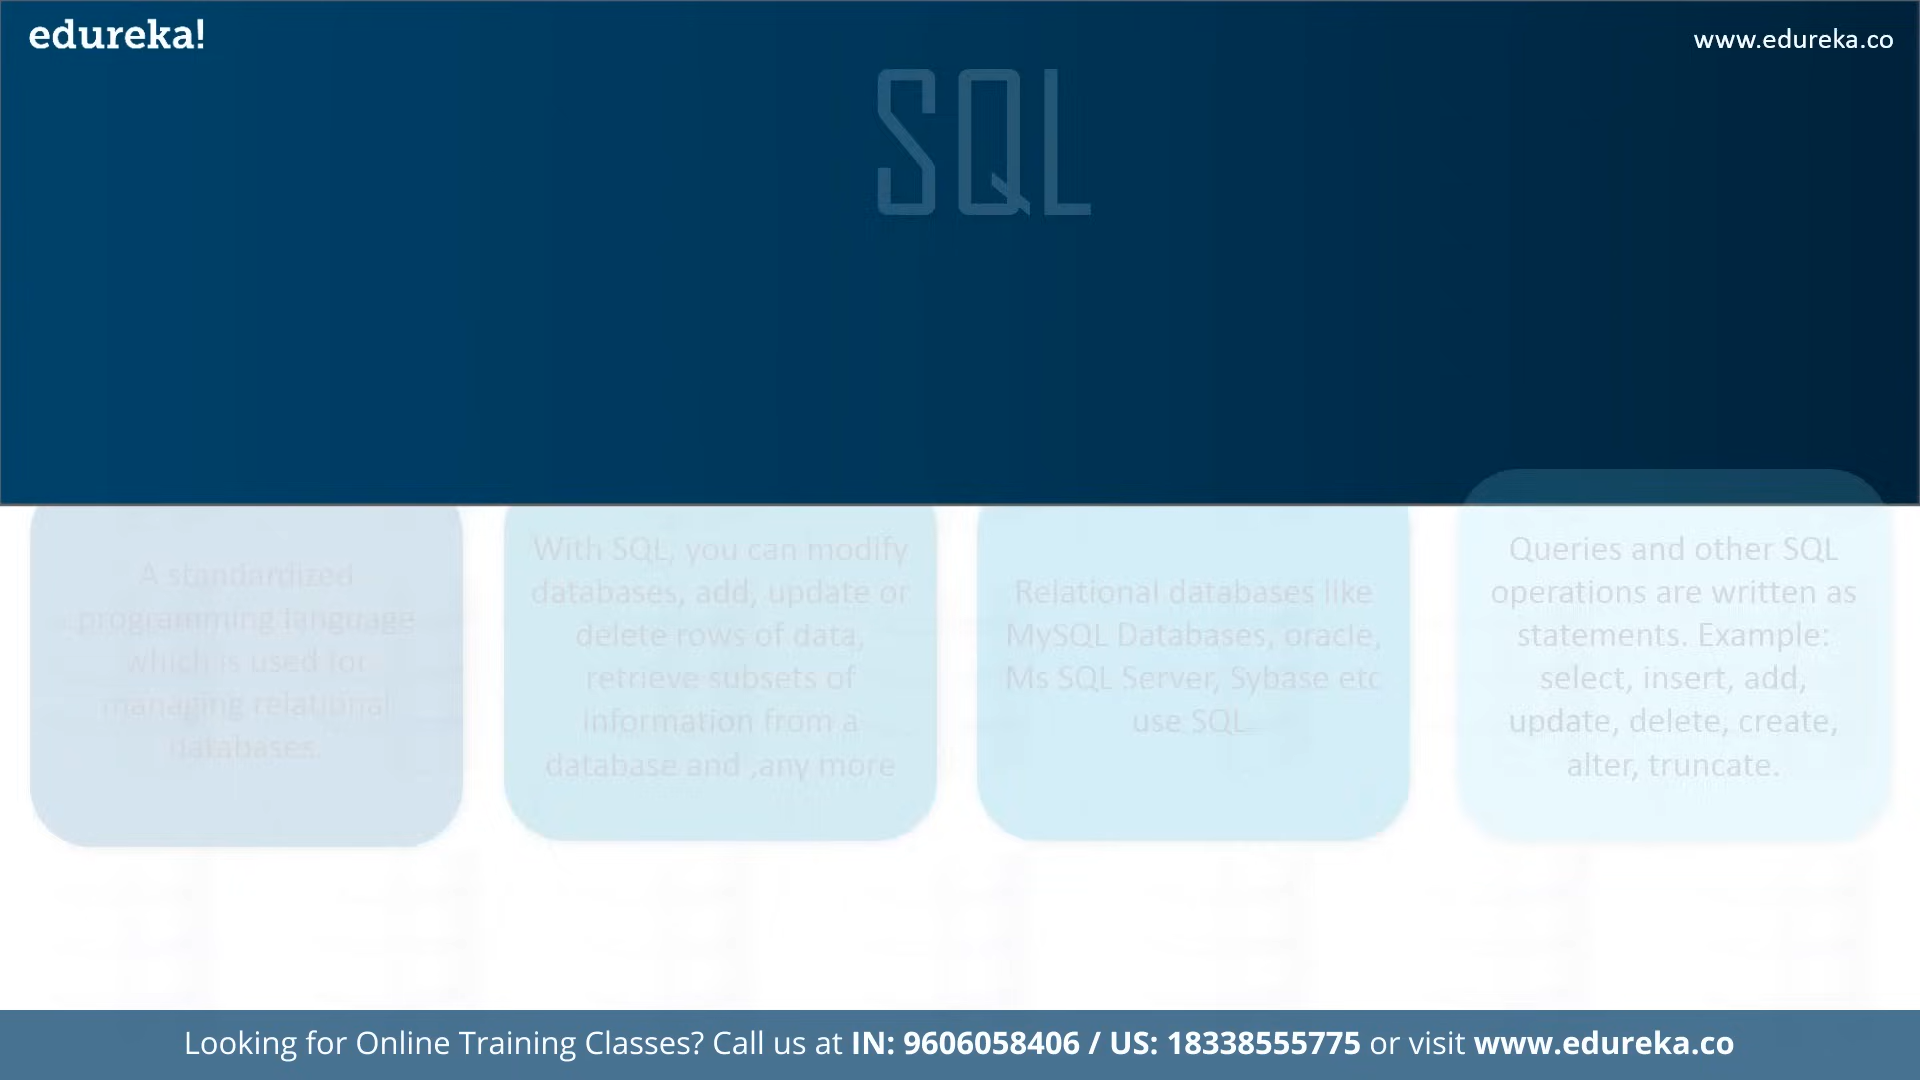 edureka!
www.edureka.co
SQL
A standardized
programming language
which is used for
managing relational
databases.
With SQL, you can modify
databases, add, update or
delete rows of data,
retrieve subsets of
information from a
database and ,any more
Relational databases like
MySQL Databases, oracle,
Ms SQL Server, Sybase etc
use SQL
Queries and other SQL
operations are written as
statements. Example:
select, insert, add,
update, delete, create,
alter, truncate.
Looking for Online Training Classes? Call us at IN: 9606058406 / US: 18338555775 or visit www.edureka.co